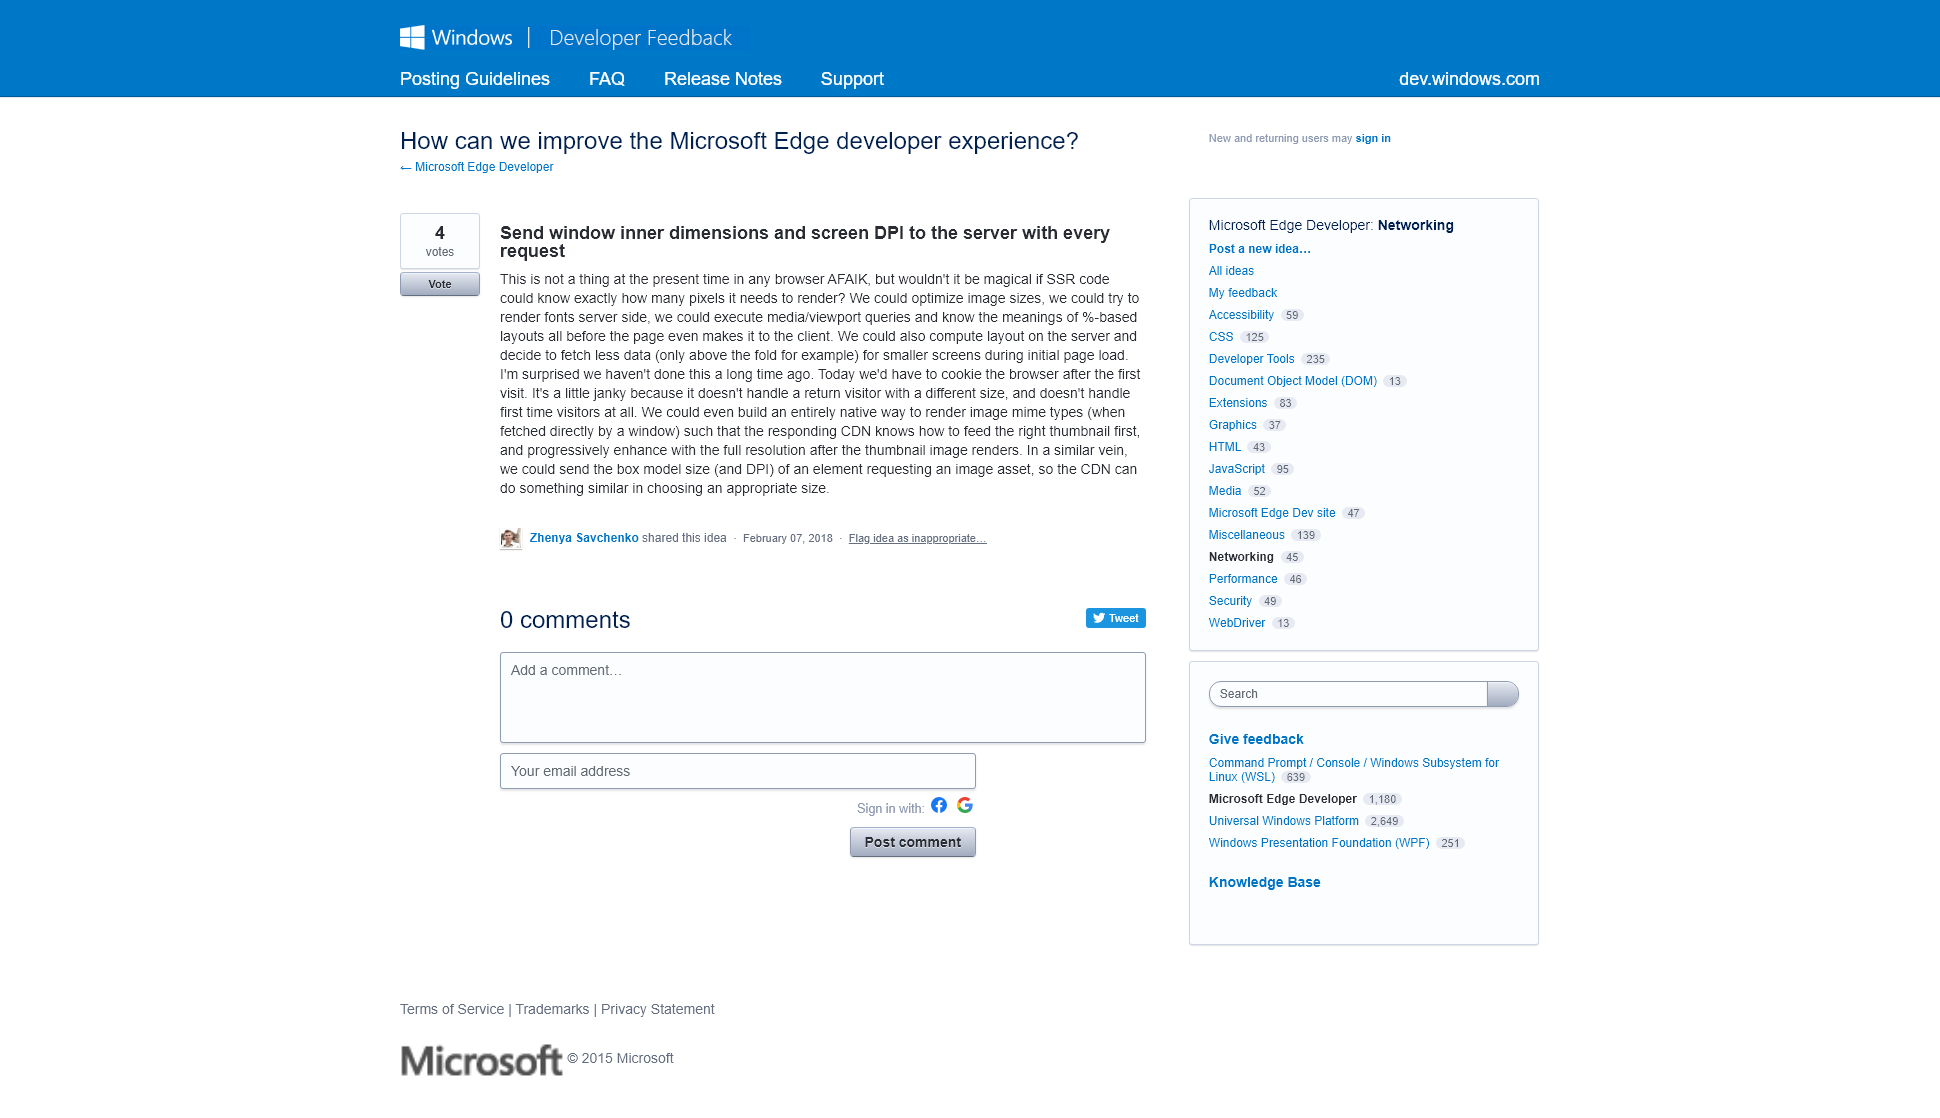 Windows | Developer Feedback
Posting Guidelines FAQ Release Notes Support dev.windows.com
How can we improve the Microsoft Edge developer experience?
← Microsoft Edge Developer
New and returning users may sign in
4
votes
Vote
Send window inner dimensions and screen DPI to the server with every
request
This is not a thing at the present time in any browser AFAIK, but wouldn't it be magical if SSR code
could know exactly how many pixels it needs to render? We could optimize image sizes, we could try to
render fonts server side, we could execute media/viewport queries and know the meanings of %-based
layouts all before the page even makes it to the client. We could also compute layout on the server and
decide to fetch less data (only above the fold for example) for smaller screens during initial page load.
I'm surprised we haven't done this a long time ago. Today we'd have to cookie the browser after the first
visit. It's a little janky because it doesn't handle a return visitor with a different size, and doesn't handle
first time visitors at all. We could even build an entirely native way to render image mime types (when
fetched directly by a window) such that the responding CDN knows how to feed the right thumbnail first,
and progressively enhance with the full resolution after the thumbnail image renders. In a similar vein,
we could send the box model size (and DPI) of an element requesting an image asset, so the CDN can
do something similar in choosing an appropriate size.
Zhenya Savchenko shared this idea · February 07, 2018 · Flag idea as inappropriate…
0 comments
Tweet
Add a comment…
Your email address
Sign in with:
Post comment
Microsoft Edge Developer: Networking
Post a new idea…
All ideas
My feedback
Accessibility 59
CSS 125
Developer Tools 235
Document Object Model (DOM) 13
Extensions 83
Graphics 37
HTML 43
JavaScript 95
Media 52
Microsoft Edge Dev site 47
Miscellaneous 139
Networking 45
Performance 46
Security 49
WebDriver 13
Search
Give feedback
Command Prompt / Console / Windows Subsystem for
Linux (WSL) 639
Microsoft Edge Developer 1,180
Universal Windows Platform 2,649
Windows Presentation Foundation (WPF) 251
Knowledge Base
Terms of Service | Trademarks | Privacy Statement
Microsoft © 2015 Microsoft